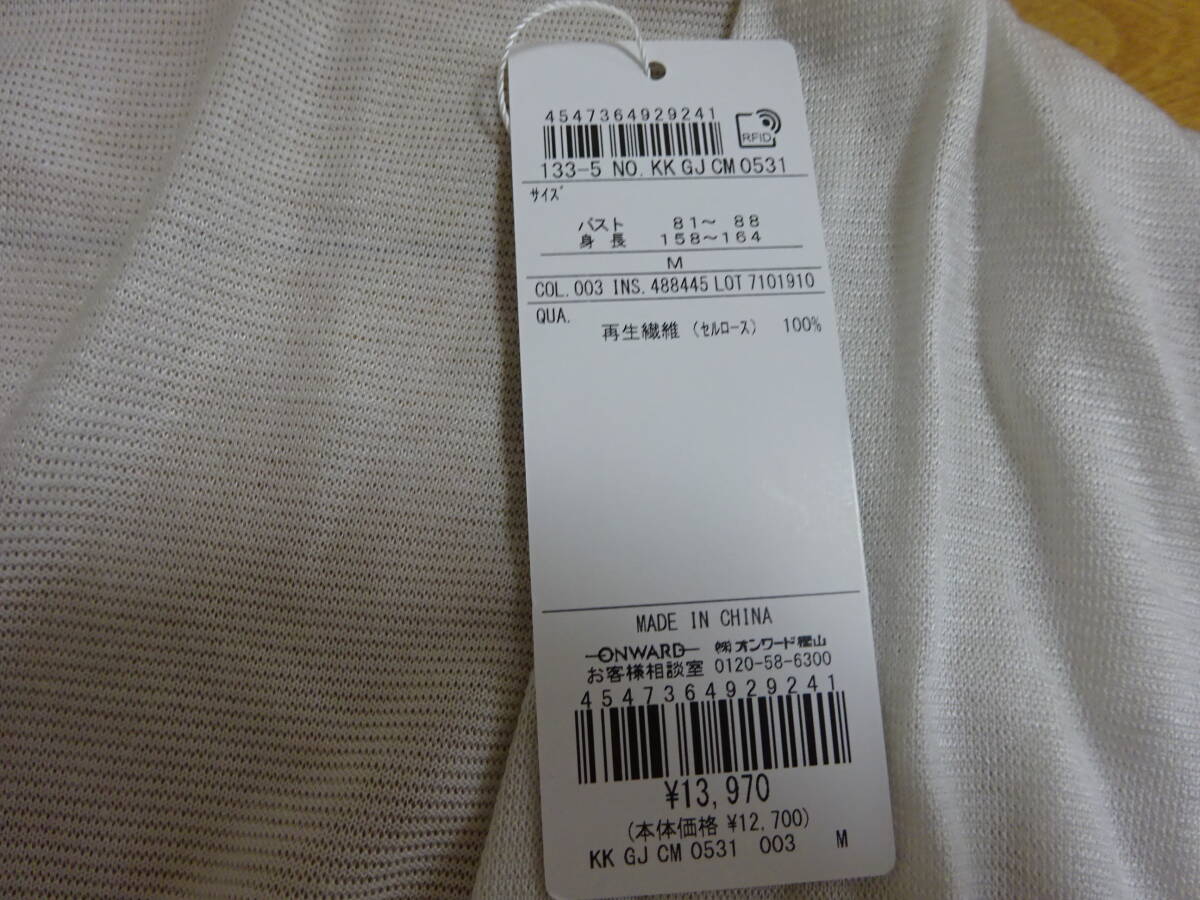 4547364929241
RFID
133-5 NO. KK GJ CM 0531
ｻｲｽﾞ
バスト 81～ 88
身長 158～164
M
COL. 003 INS. 488445 LOT 7101910
QUA.
再生繊維 (ｾﾙﾛｰｽ) 100%
MADE IN CHINA
ONWARD ㈱オンワード樫山
お客様相談室 0120-58-6300
4547364929241
¥13,970
(本体価格 ¥12,700)
KK GJ CM 0531 003 M